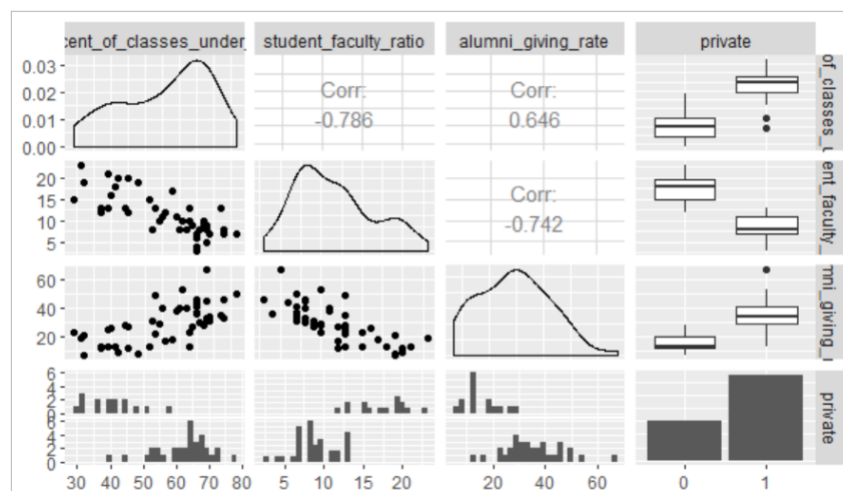 cent_of_classes_under_ student_faculty_ratio alumni_giving_rate private
0.03
0.02
0.01
0.00
Corr:
-0.786
Corr:
0.646
of_classes_u
20
15
10
5
Corr:
-0.742
ent_faculty_
60
40
20
mni_giving_
6
4
2
0
6
4
2
0
private
30 40 50 60 70 80 5 10 15 20 20 40 60 0 1